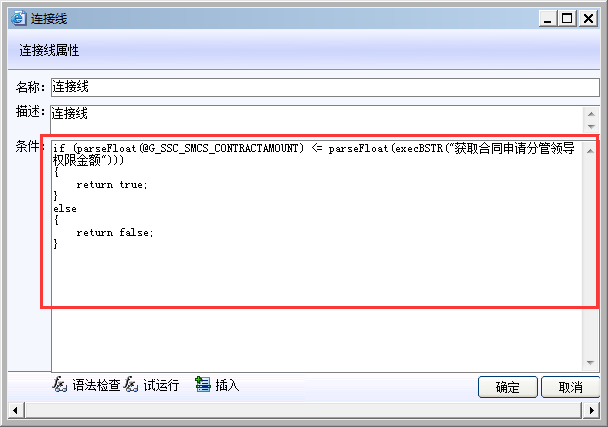 连接线
连接线属性
名称: 连接线
描述: 连接线
条件: if (parseFloat(@G_SSC_SMCS_CONTRACTAMOUNT) <= parseFloat(execBSTR("获取合同申请分管领导
权限金额")))
{
    return true;
}
else
{
    return false;
}
语法检查 试运行 插入 确定 取消